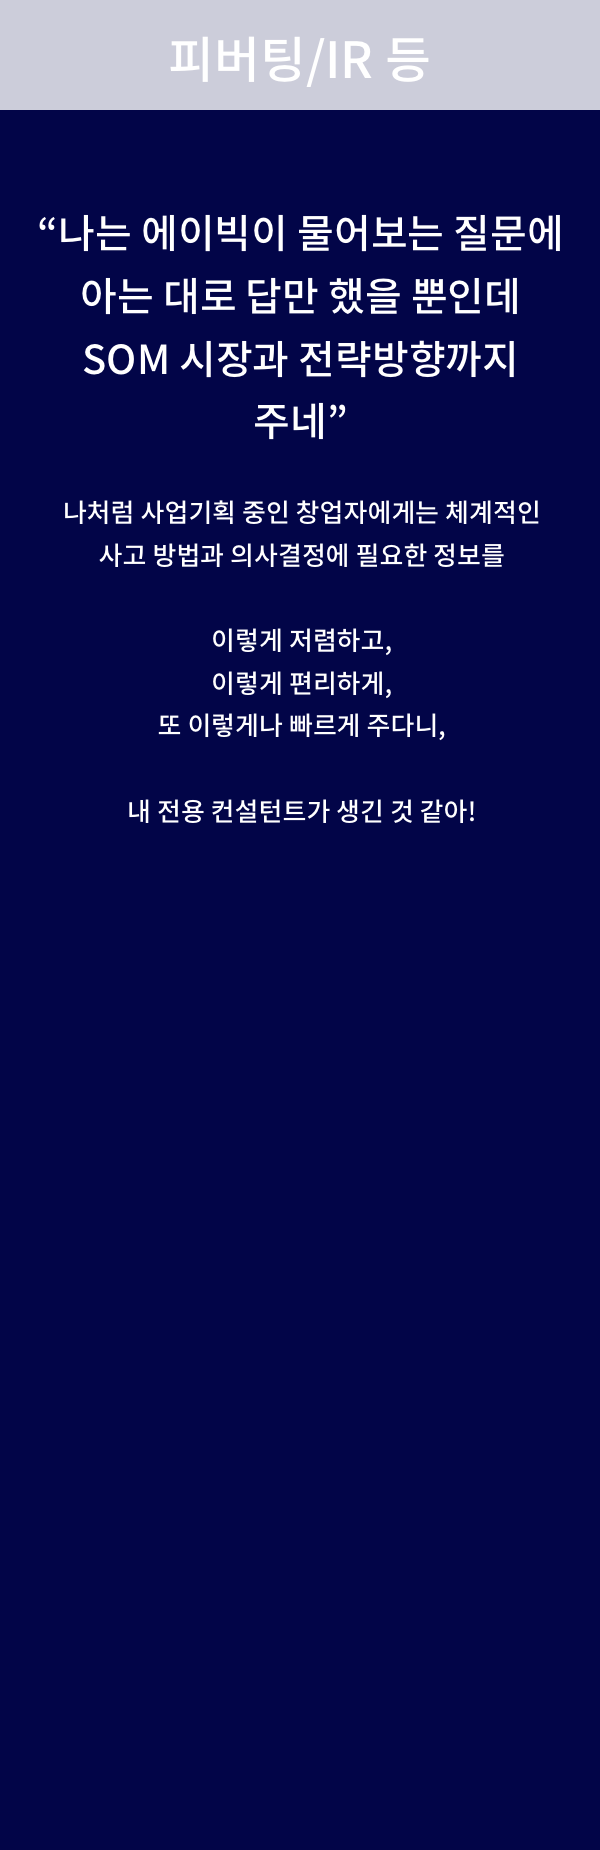 피버팅/IR 등
“나는 에이빅이 물어보는 질문에
아는 대로 답만 했을 뿐인데
SOM 시장과 전략방향까지
주네”
나처럼 사업기획 중인 창업자에게는 체계적인
사고 방법과 의사결정에 필요한 정보를
이렇게 저렴하고,
이렇게 편리하게,
또 이렇게나 빠르게 주다니,
내 전용 컨설턴트가 생긴 것 같아!